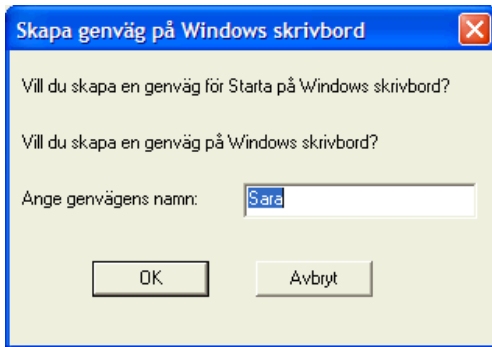 Skapa genväg på Windows skrivbord
Vill du skapa en genväg för Starta på Windows skrivbord?
Vill du skapa en genväg på Windows skrivbord?
Ange genvägens namn: Sara
OK Avbryt